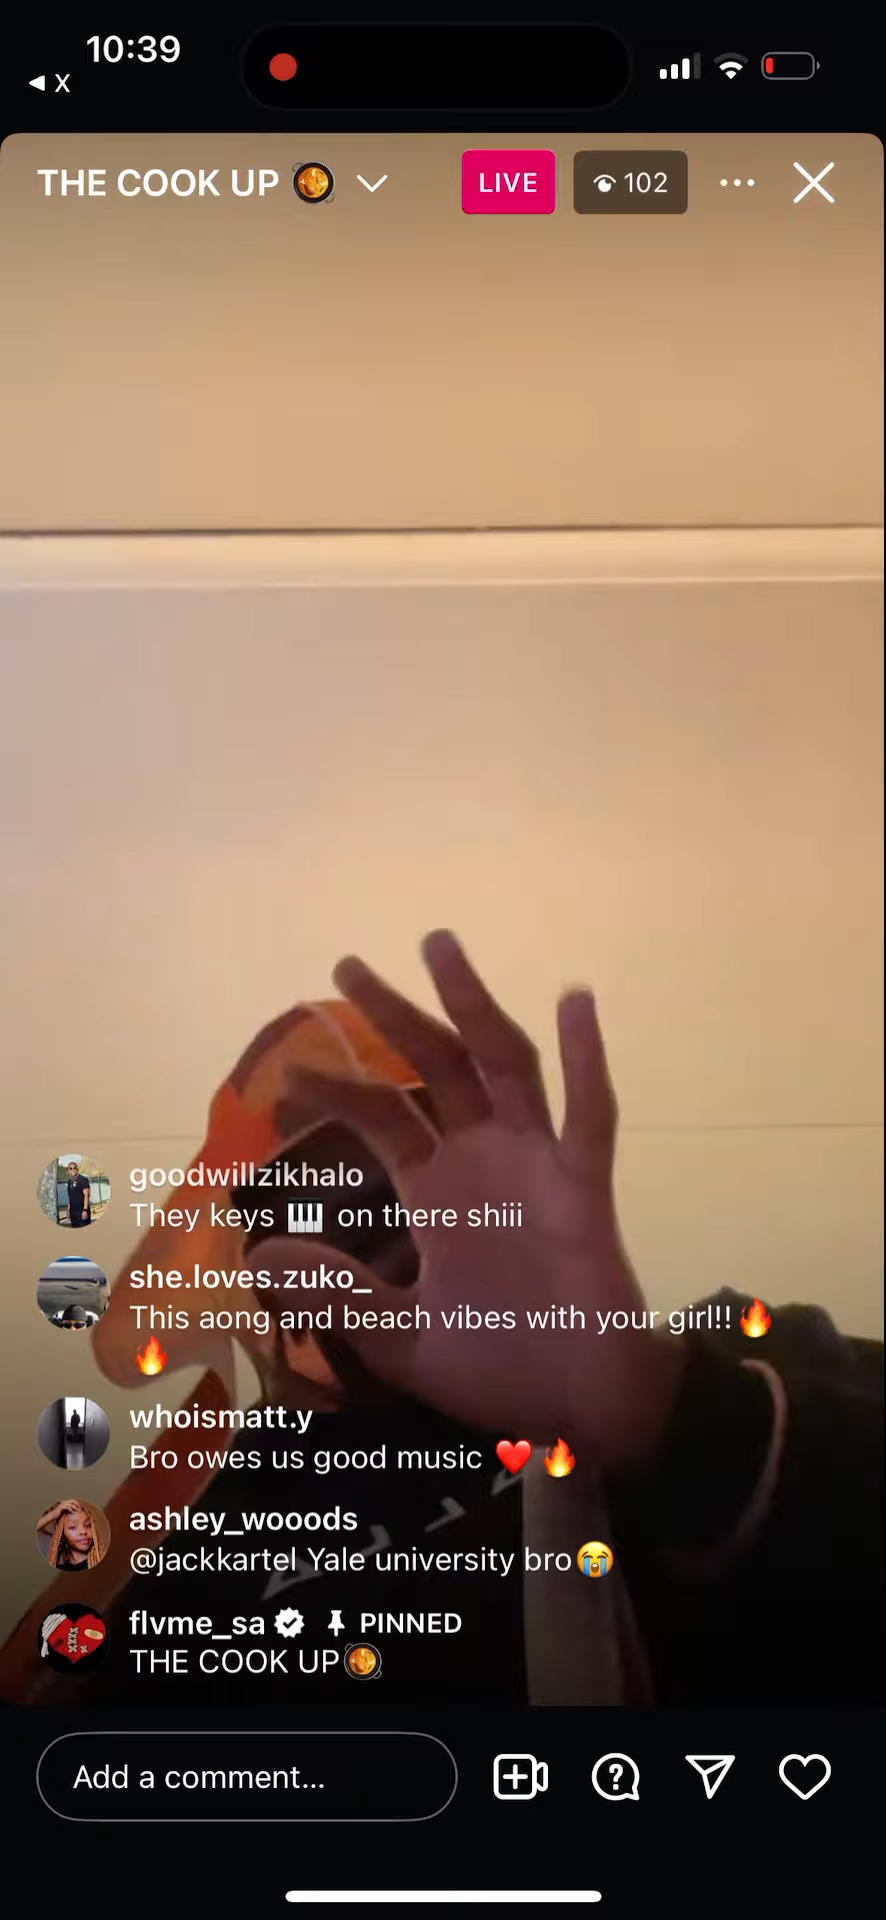 10:39
◀ X
THE COOK UP 🥘
LIVE
102
goodwillzikhalo
They keys 🎹 on there shiii
she.loves.zuko_
This aong and beach vibes with your girl!!🔥
🔥
whoismatt.y
Bro owes us good music ❤️🔥
ashley_wooods
@jackkartel Yale university bro😭
flvme_sa PINNED
THE COOK UP🥘
Add a comment...